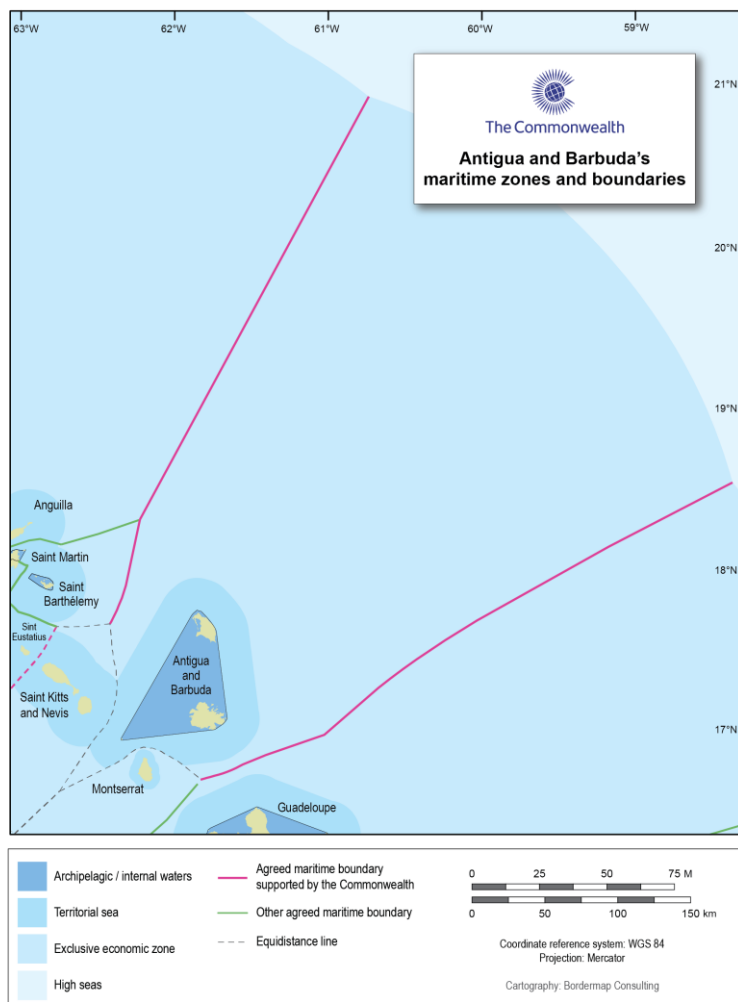 63°W
62°W
61°W
60°W
59°W
21°N
The Commonwealth
Antigua and Barbuda's
maritime zones and boundaries
20°N
19°N
Anguilla
Saint Martin
18°N
Saint
Barthélemy
Sint
Eustatius
Antigua
and
Barbuda
Saint Kitts
and Nevis
17°N
Montserrat
Guadeloupe
Archipelagic / internal waters
Territorial sea
Exclusive economic zone
High seas
Agreed maritime boundary
supported by the Commonwealth
Other agreed maritime boundary
Equidistance line
0 25 50 75 M
0 50 100 150 km
Coordinate reference system: WGS 84
Projection: Mercator
Cartography: Bordermap Consulting